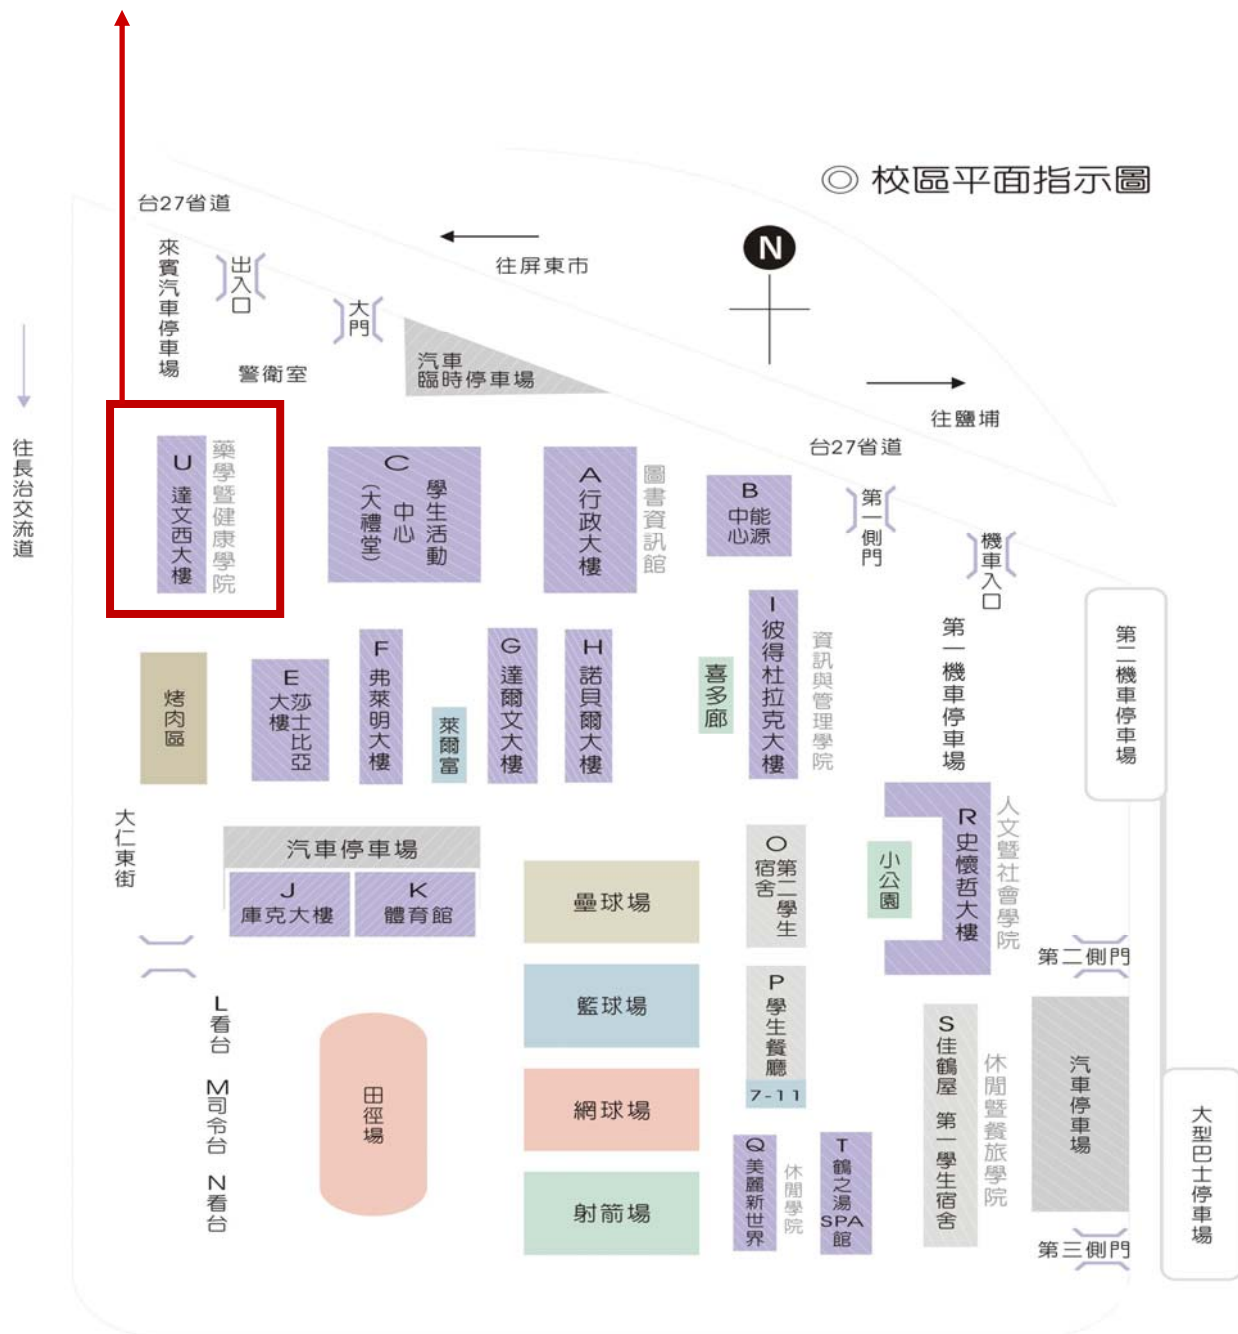 ◎ 校區平面指示圖
台27省道
往屏東市
N
來賓汽車停車場
出入口
大門
警衛室
汽車
臨時停車場
往鹽埔
台27省道
往長治交流道
U 達文西大樓
藥學暨健康學院
C
學生活動
中心
(大禮堂)
A 行政大樓
圖書資訊館
B
能源
中心
第一側門
機車入口
烤肉區
E
莎士比亞
大樓
F 弗萊明大樓
萊爾富
G 達爾文大樓
H 諾貝爾大樓
喜多廊
I 彼得杜拉克大樓
資訊與管理學院
第一機車停車場
第二機車停車場
大仁東街
汽車停車場
J
庫克大樓
K
體育館
壘球場
O
第二學生
宿舍
小公園
R 史懷哲大樓
人文暨社會學院
第二側門
L看台
M司令台
N看台
田徑場
籃球場
網球場
射箭場
P 學生餐廳
7-11
Q 美麗新世界
休閒學院
T 鶴之湯SPA館
S 佳鶴屋 第一學生宿舍
休閒暨餐旅學院
汽車停車場
大型巴士停車場
第三側門